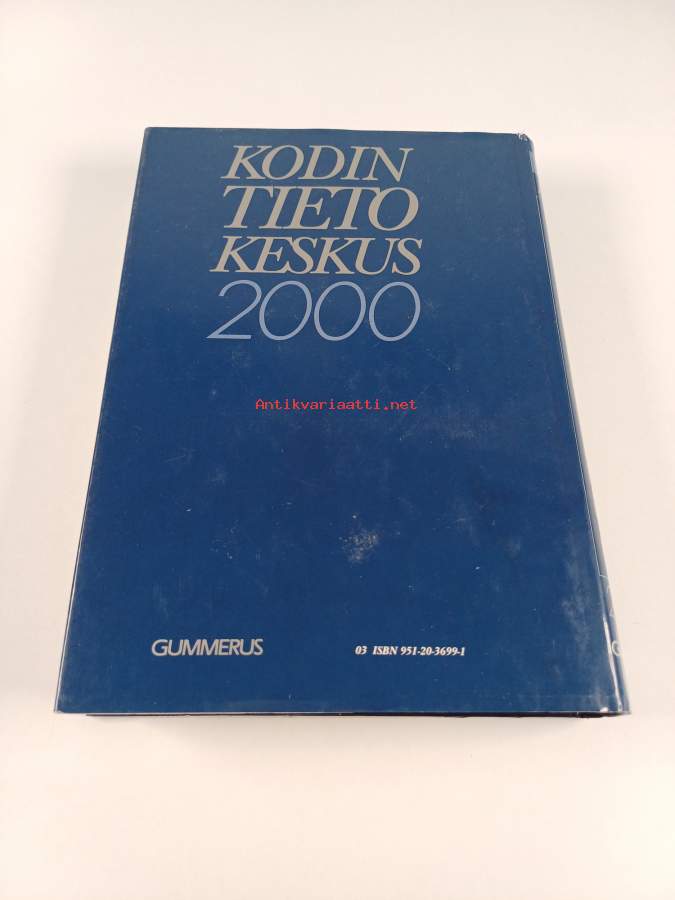 KODIN
TIETO
KESKUS
2000
Antikvariaatti.net
GUMMERUS
03 ISBN 951-20-3699-1